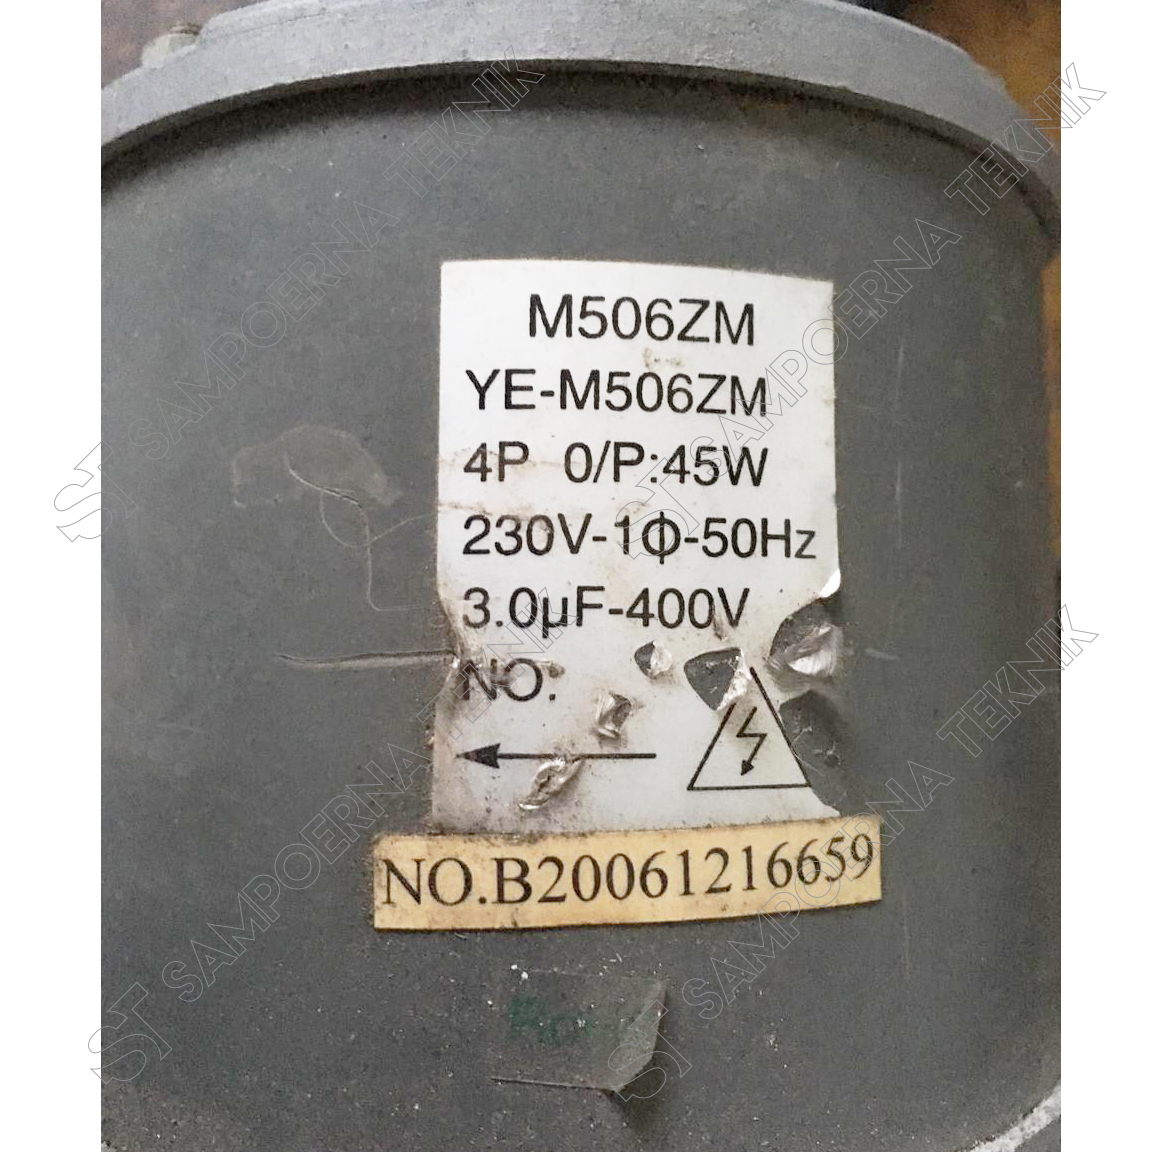 M506ZM
YE-M506ZM
4P 0/P:45W
230V-1ϕ-50Hz
3.0µF-400V
NO:
NO.B20061216659
ST SAMPOERNA TEKNIK
ST SAMPOERNA TEKNIK
ST SAMPOERNA TEKNIK
ST SAMPOERNA TEKNIK